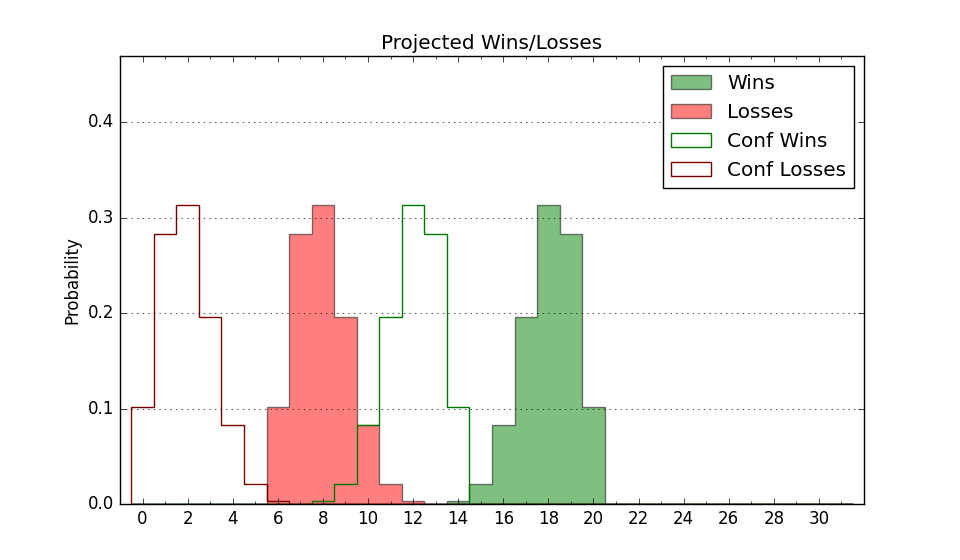 Projected Wins/Losses
Wins
Losses
Conf Wins
Conf Losses
Probability
0.4
0.3
0.2
0.1
0.0
0 2 4 6 8 10 12 14 16 18 20 22 24 26 28 30